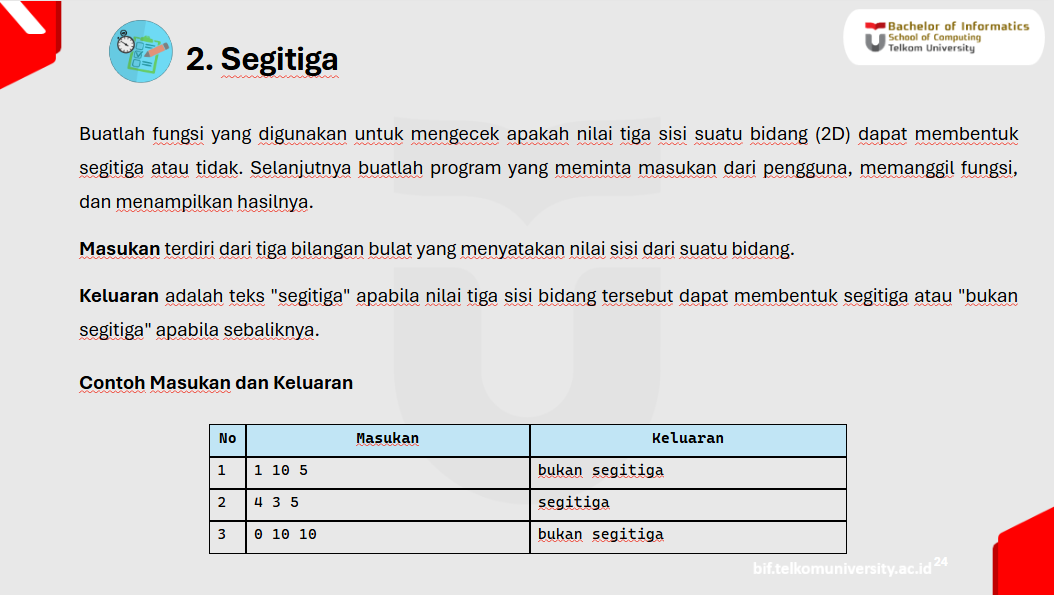 Bachelor of Informatics
School of Computing
Telkom University
2. Segitiga
Buatlah fungsi yang digunakan untuk mengecek apakah nilai tiga sisi suatu bidang (2D) dapat membentuk
segitiga atau tidak. Selanjutnya buatlah program yang meminta masukan dari pengguna, memanggil fungsi,
dan menampilkan hasilnya.
Masukan terdiri dari tiga bilangan bulat yang menyatakan nilai sisi dari suatu bidang.
Keluaran adalah teks "segitiga" apabila nilai tiga sisi bidang tersebut dapat membentuk segitiga atau "bukan
segitiga" apabila sebaliknya.
Contoh Masukan dan Keluaran
No Masukan Keluaran
1 1 10 5 bukan segitiga
2 4 3 5 segitiga
3 0 10 10 bukan segitiga
bif.telkomuniversity.ac.id 24